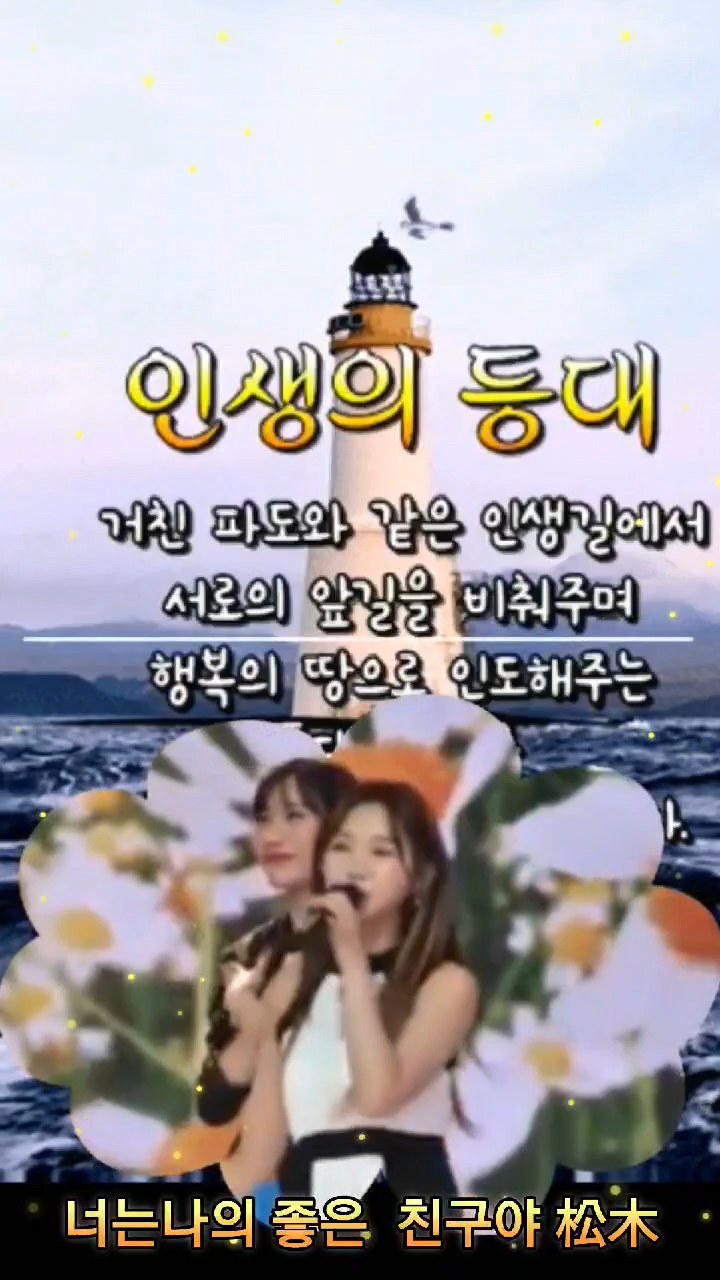 인생의 등대
거친 파도와 같은 인생길에서
서로의 앞길을 비춰주며
행복의 땅으로 인도해주는
너는나의 좋은 친구야 松木